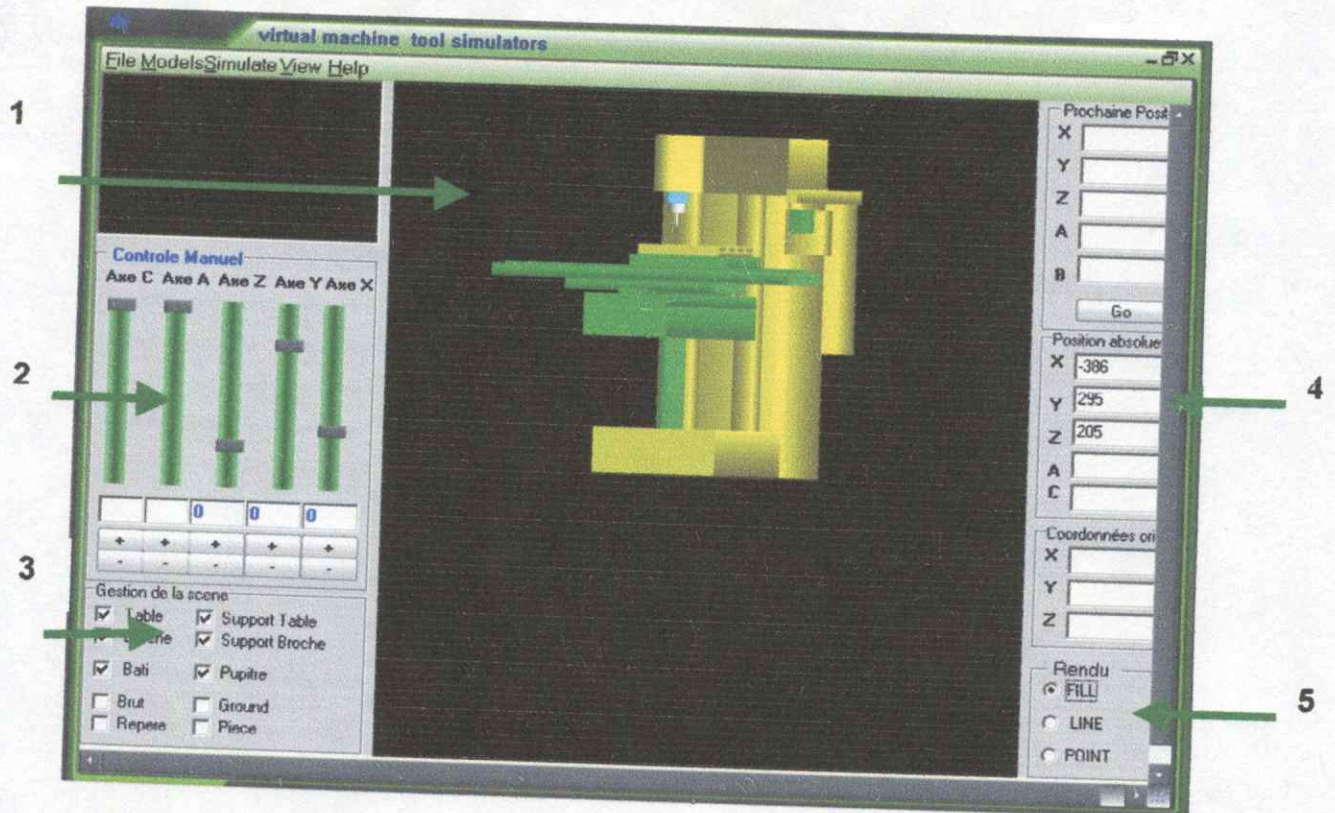 virtual machine tool simulators
File Models Simulate View Help
1
Controle Manuel
Axe C Axe A Axe Z Axe Y Axe X
2
0 0 0
+ + + + +
- - - - -
3
Gestion de la scene
Table Support Table
Support Broche
Bati Pupitre
Brut Ground
Repere Piece
Prochaine Posit
X
Y
Z
A
B
Go
Position absolue
X -386
Y 295
Z 205
A
C
4
Coordonnées ori
X
Y
Z
Rendu
FILL
LINE
POINT
5